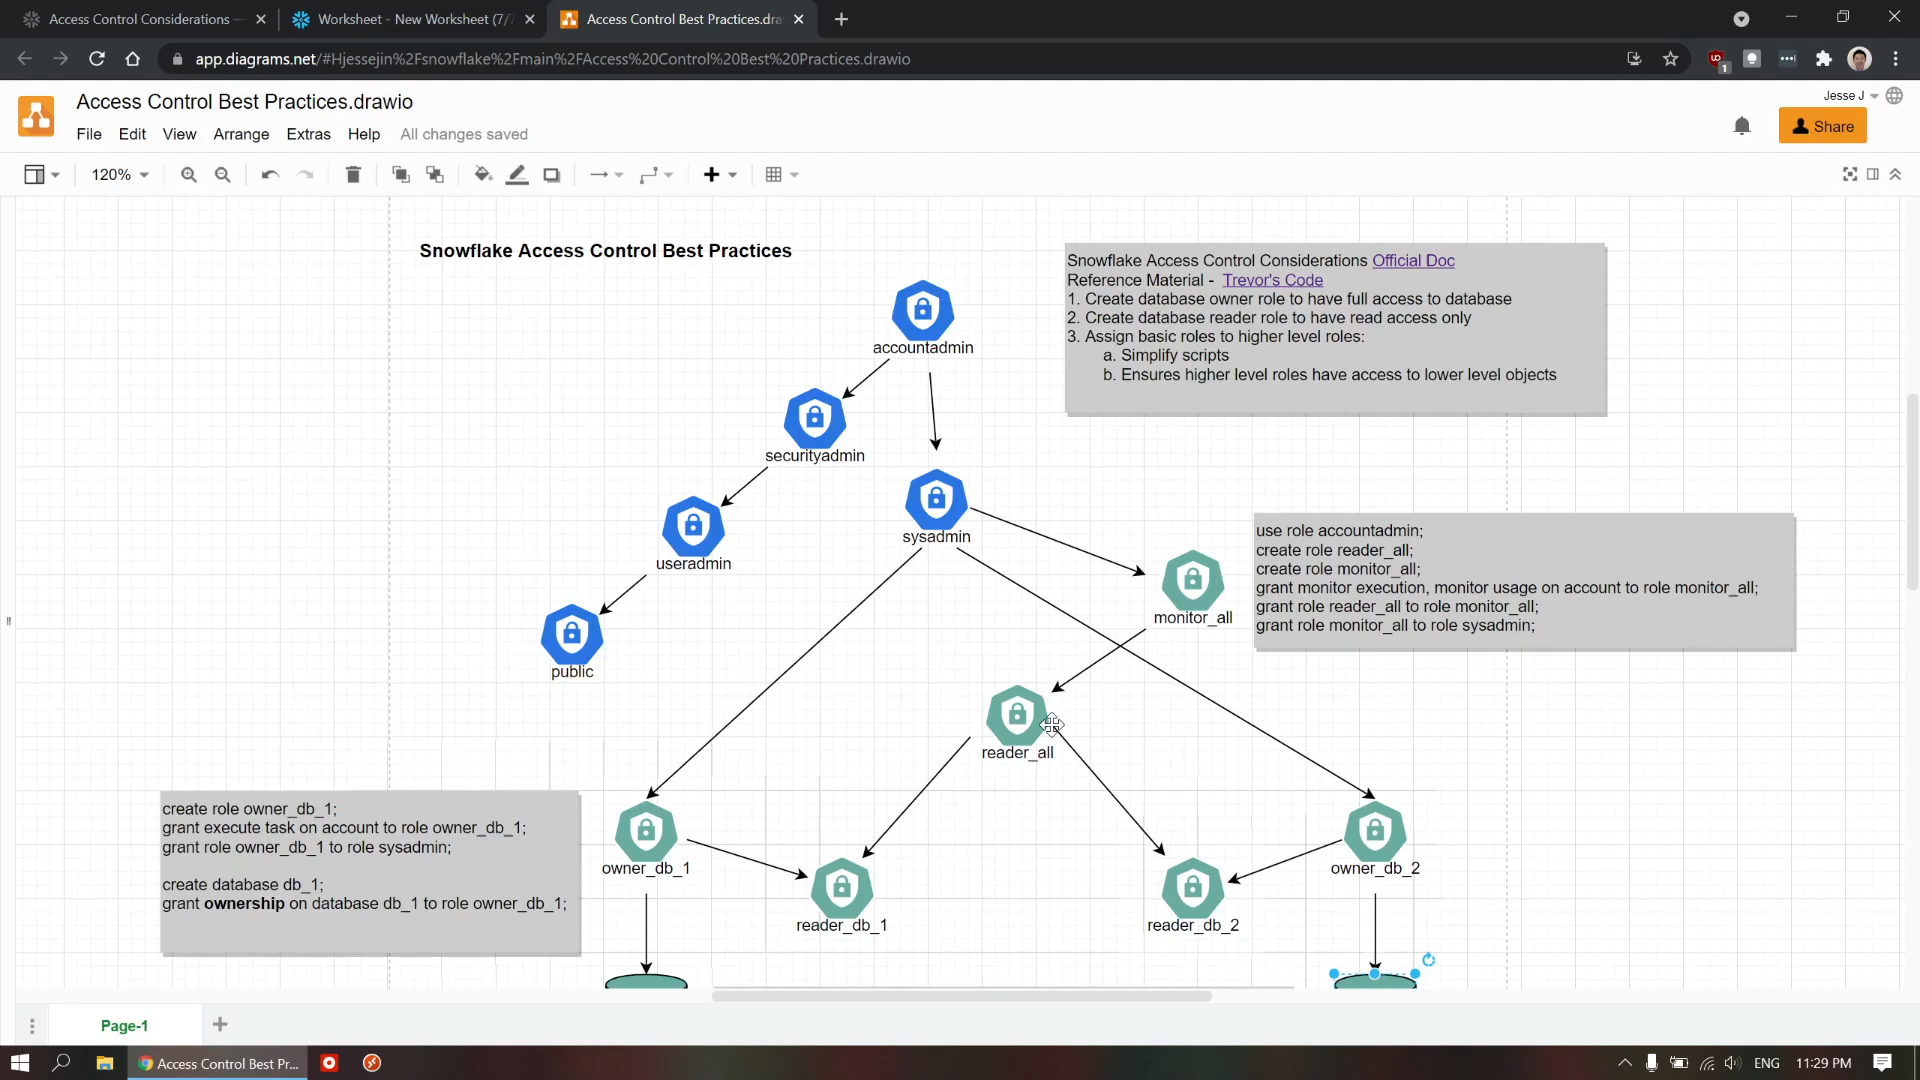 Access Control Considerations —
Worksheet - New Worksheet (7/7
Access Control Best Practices.dra
app.diagrams.net/#Hjessejin%2Fsnowflake%2Fmain%2FAccess%20Control%20Best%20Practices.drawio
1
Access Control Best Practices.drawio
Jesse J
File Edit View Arrange Extras Help All changes saved
Share
120%
Snowflake Access Control Best Practices
Snowflake Access Control Considerations Official Doc
Reference Material - Trevor's Code
1. Create database owner role to have full access to database
2. Create database reader role to have read access only
3. Assign basic roles to higher level roles:
a. Simplify scripts
b. Ensures higher level roles have access to lower level objects
accountadmin
securityadmin
sysadmin
useradmin
public
monitor_all
use role accountadmin;
create role reader_all;
create role monitor_all;
grant monitor execution, monitor usage on account to role monitor_all;
grant role reader_all to role monitor_all;
grant role monitor_all to role sysadmin;
reader_all
create role owner_db_1;
grant execute task on account to role owner_db_1;
grant role owner_db_1 to role sysadmin;
create database db_1;
grant ownership on database db_1 to role owner_db_1;
owner_db_1
reader_db_1
reader_db_2
owner_db_2
Page-1
Access Control Best Pr...
ENG
11:29 PM